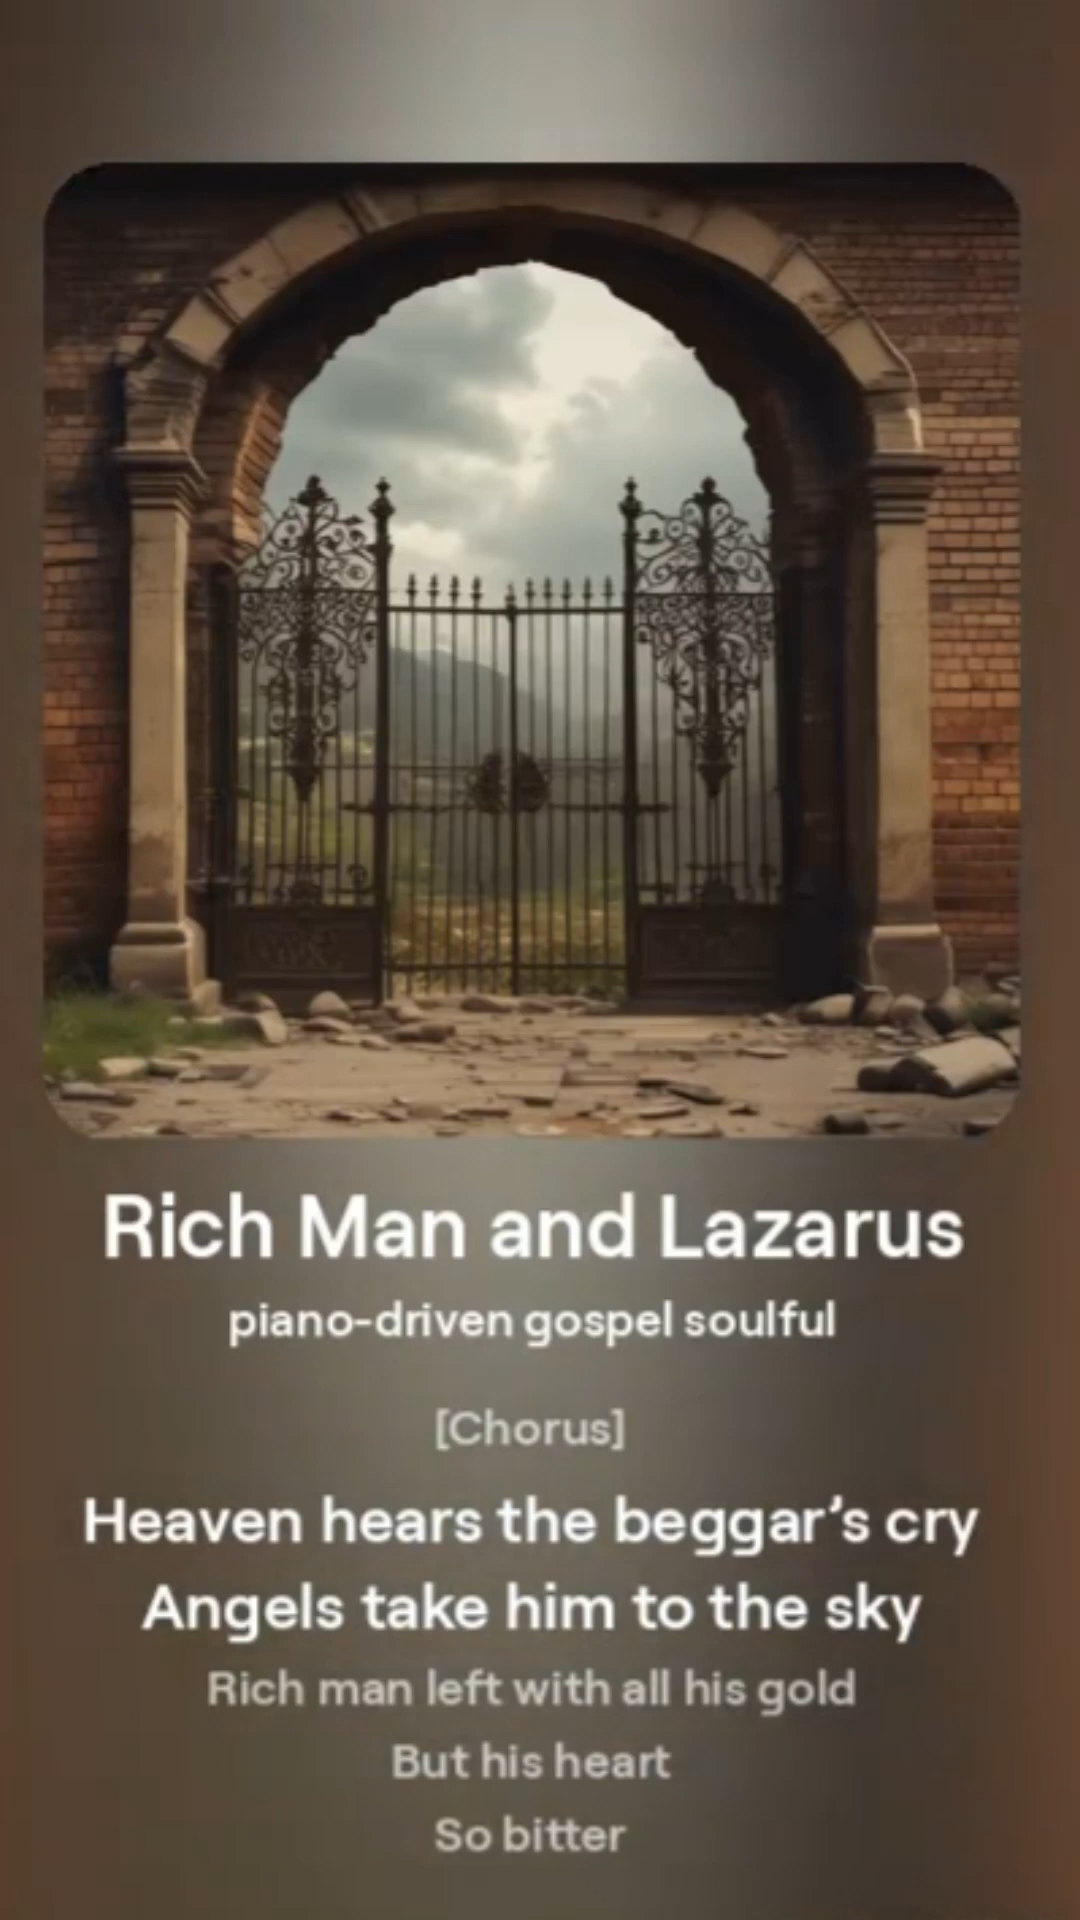 Rich Man and Lazarus
piano-driven gospel soulful
[Chorus]
Heaven hears the beggar’s cry
Angels take him to the sky
Rich man left with all his gold
But his heart
So bitter